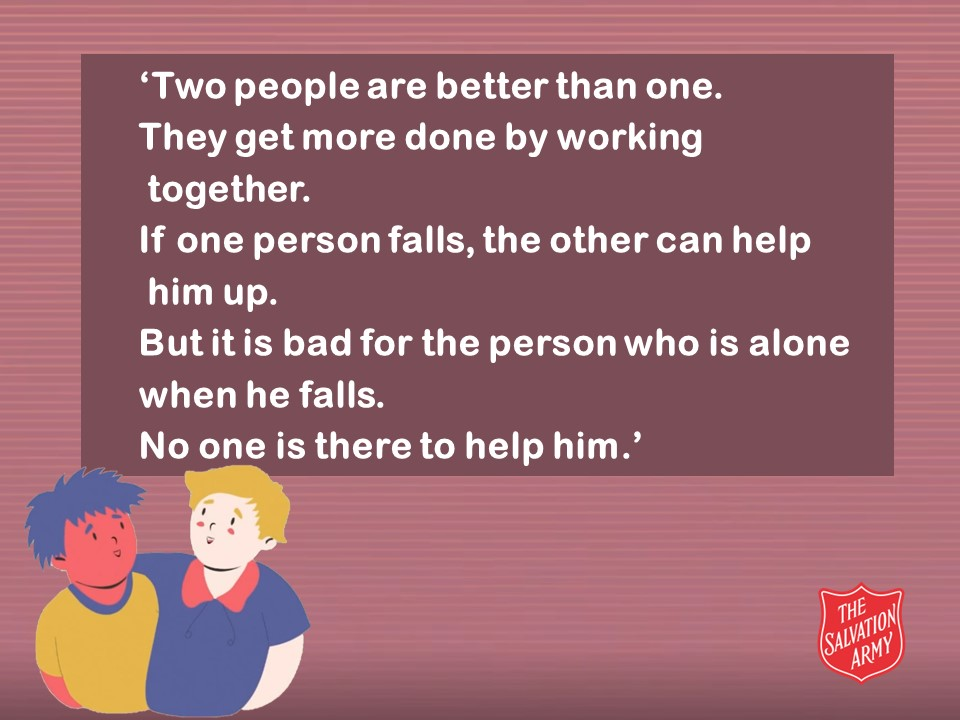 ‘Two people are better than one.
They get more done by working
together.
If one person falls, the other can help
him up.
But it is bad for the person who is alone
when he falls.
No one is there to help him.’
THE
SALVATION
ARMY